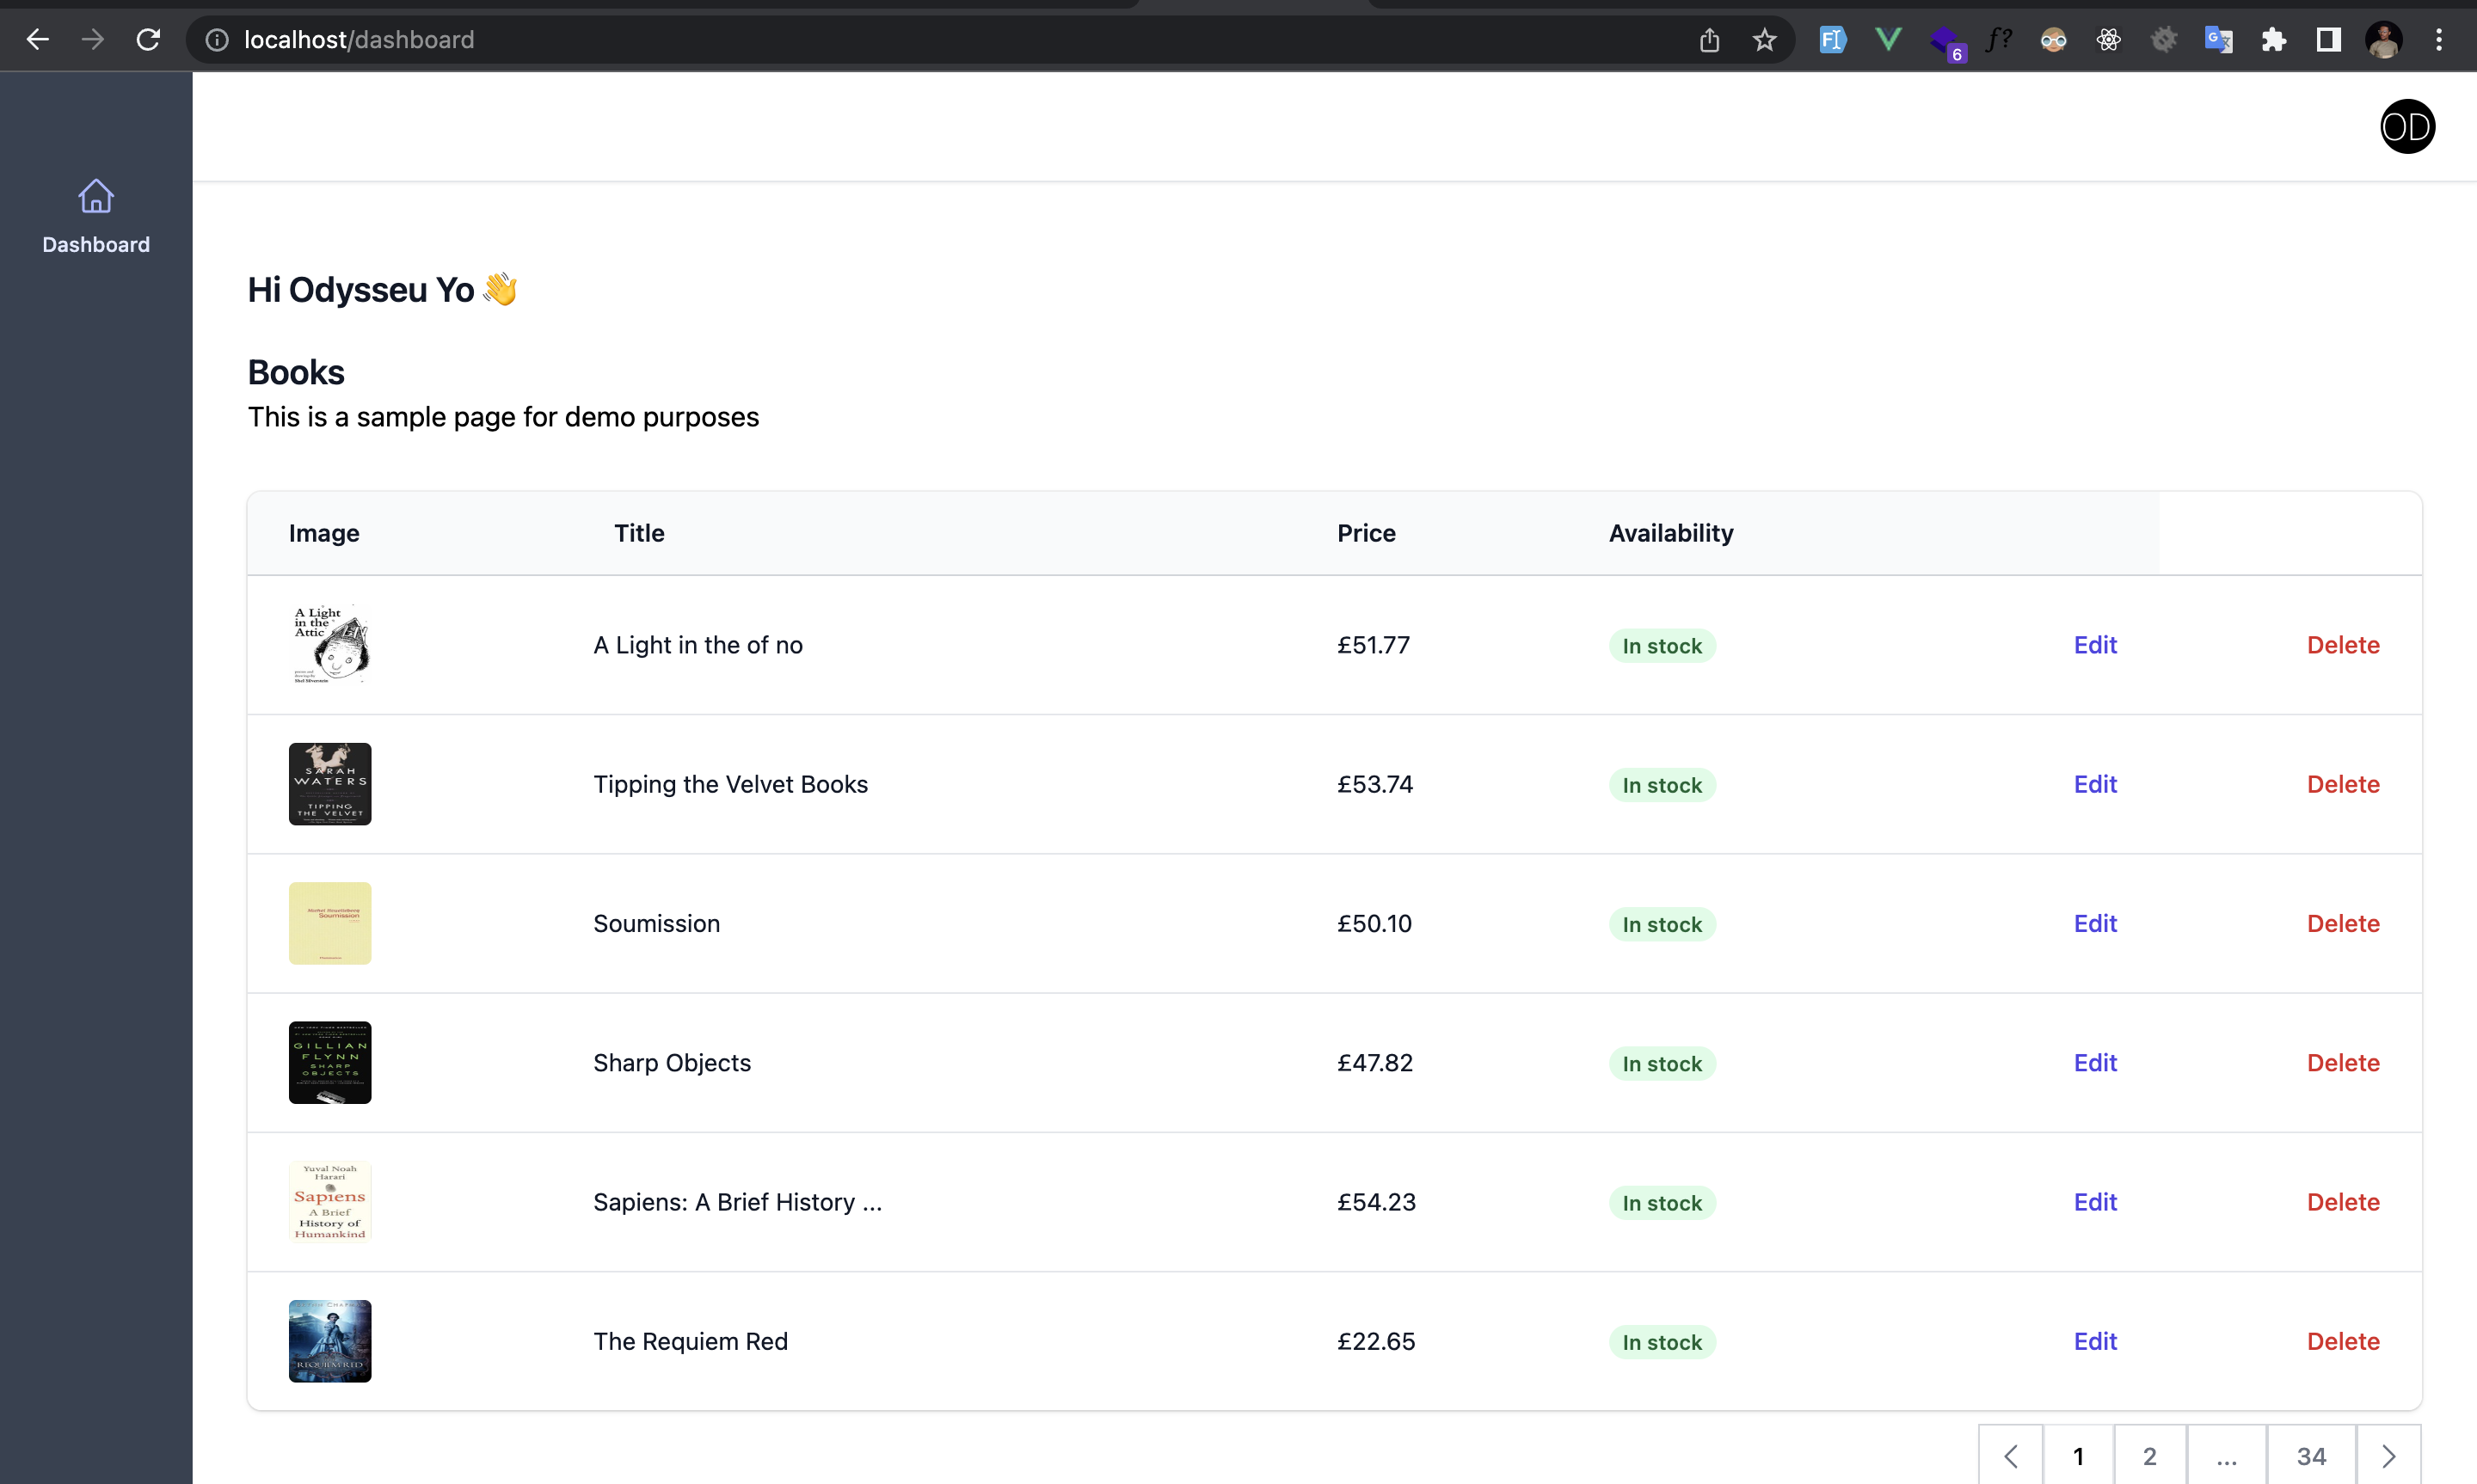 localhost/dashboard
6
OD
Dashboard
Hi Odysseu Yo 👋
Books
This is a sample page for demo purposes
Image Title Price Availability
A Light
in the
Attic
A Light in the of no £51.77 In stock Edit Delete
SARAH
WATERS
TIPPING
THE VELVET
Tipping the Velvet Books £53.74 In stock Edit Delete
Soumission
Soumission £50.10 In stock Edit Delete
GILLIAN
FLYNN
SHARP
OBJECTS
Sharp Objects £47.82 In stock Edit Delete
Yuval Noah
Harari
Sapiens
A Brief
History of
Humankind
Sapiens: A Brief History ... £54.23 In stock Edit Delete
The Requiem Red £22.65 In stock Edit Delete
1 2 ... 34